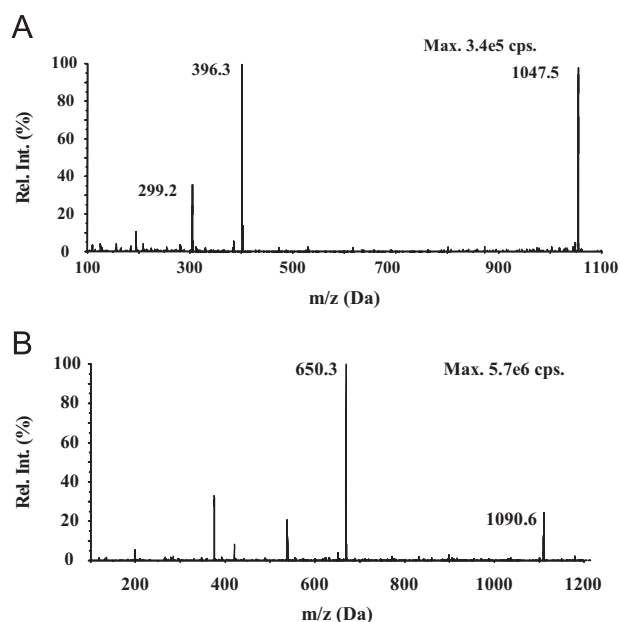 A
Max. 3.4e5 cps.
100
80
60
40
20
0
Rel. Int. (%)
396.3
1047.5
299.2
100 300 500 700 900 1100
m/z (Da)
B
100
80
60
40
20
0
Rel. Int. (%)
650.3
Max. 5.7e6 cps.
1090.6
200 400 600 800 1000 1200
m/z (Da)